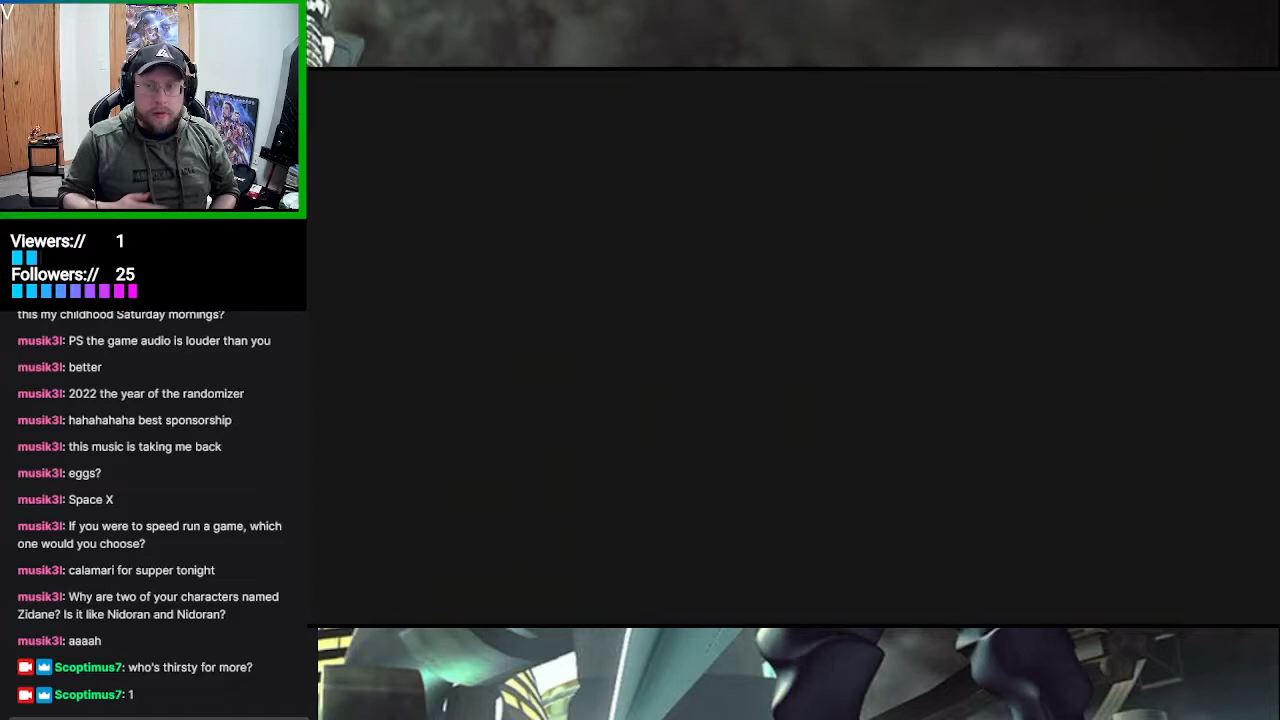 Viewers:// 1
Followers:// 25
this my childhood Saturday mornings?
musik3l: PS the game audio is louder than you
musik3l: better
musik3l: 2022 the year of the randomizer
musik3l: hahahahaha best sponsorship
musik3l: this music is taking me back
musik3l: eggs?
musik3l: Space X
musik3l: If you were to speed run a game, which
one would you choose?
musik3l: calamari for supper tonight
musik3l: Why are two of your characters named
Zidane? Is it like Nidoran and Nidoran?
musik3l: aaaah
Scoptimus7: who's thirsty for more?
Scoptimus7: 1